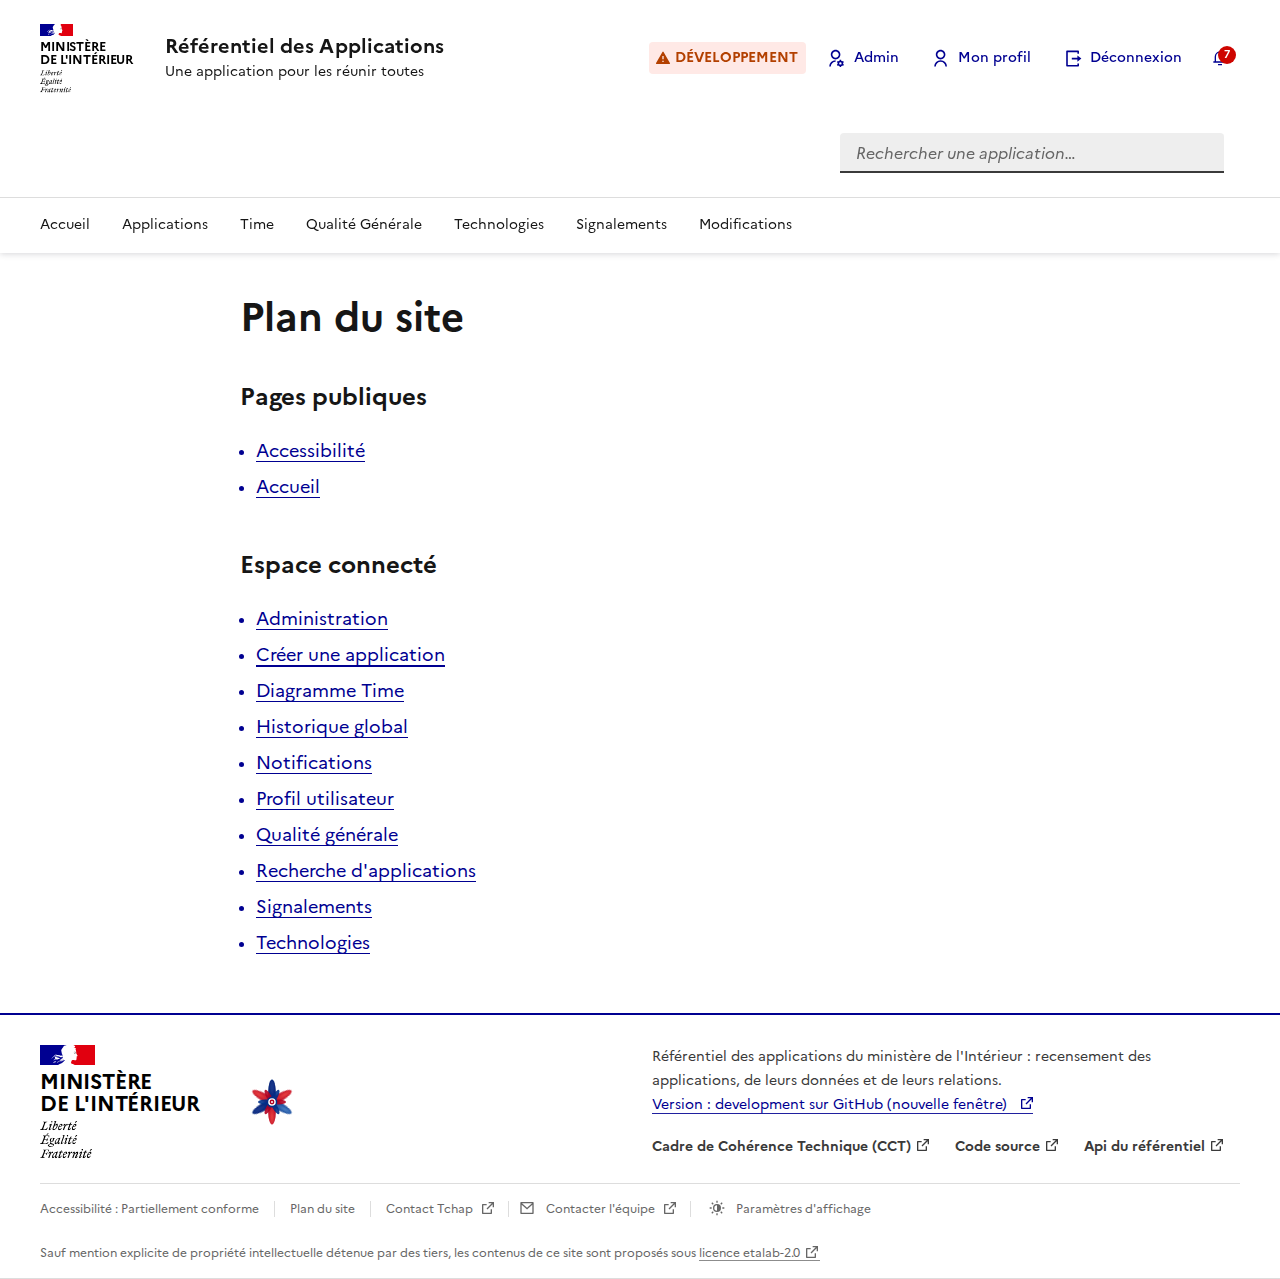 MINISTÈRE
DE L'INTÉRIEUR
Liberté
Égalité
Fraternité
Référentiel des Applications
Une application pour les réunir toutes
DÉVELOPPEMENT
Admin
Mon profil
Déconnexion
7
Rechercher une application...
Accueil
Applications
Time
Qualité Générale
Technologies
Signalements
Modifications
Plan du site
Pages publiques
Accessibilité
Accueil
Espace connecté
Administration
Créer une application
Diagramme Time
Historique global
Notifications
Profil utilisateur
Qualité générale
Recherche d'applications
Signalements
Technologies
MINISTÈRE
DE L'INTÉRIEUR
Liberté
Égalité
Fraternité
Référentiel des applications du ministère de l'Intérieur : recensement des
applications, de leurs données et de leurs relations.
Version : development sur GitHub (nouvelle fenêtre)
Cadre de Cohérence Technique (CCT)
Code source
Api du référentiel
Accessibilité : Partiellement conforme
Plan du site
Contact Tchap
Contacter l'équipe
Paramètres d'affichage
Sauf mention explicite de propriété intellectuelle détenue par des tiers, les contenus de ce site sont proposés sous licence etalab-2.0